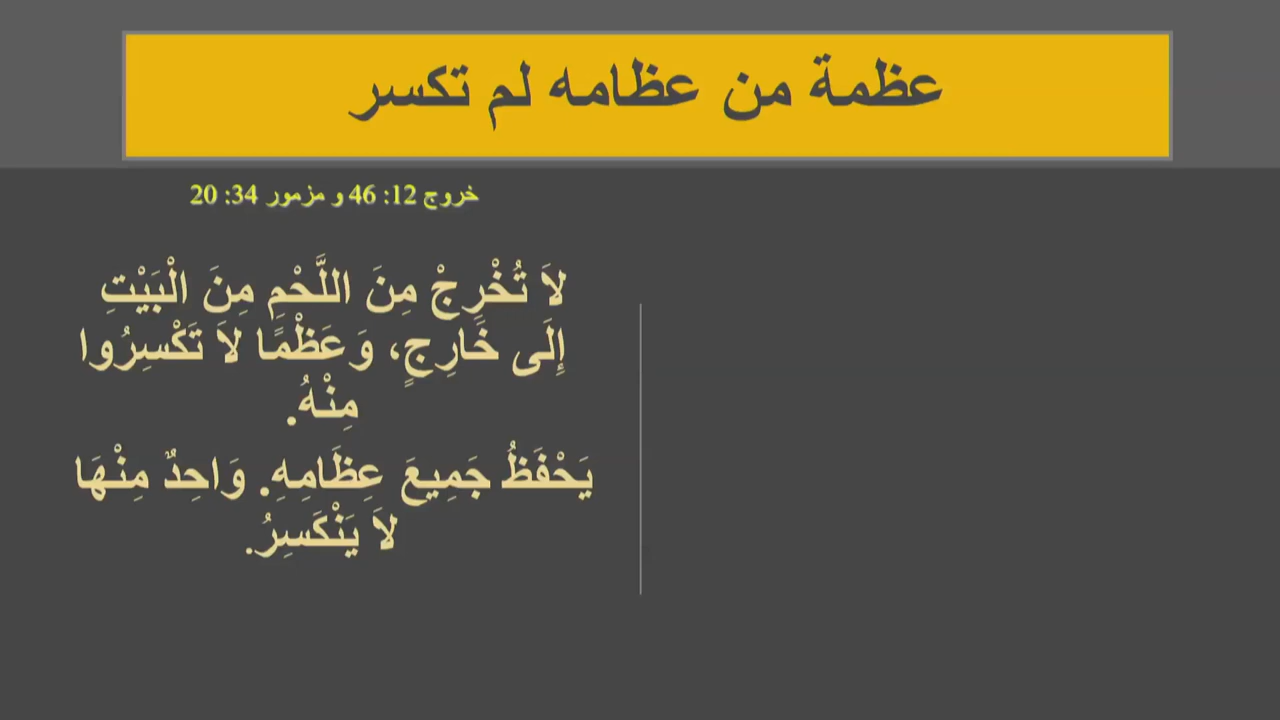 عظمة من عظامه لم تكسر
خروج 12: 46 و مزمور 34: 20
لاَ تُخْرِجْ مِنَ اللَّحْمِ مِنَ الْبَيْتِ
إِلَى خَارِجٍ، وَعَظْمًا لاَ تَكْسِرُوا
مِنْهُ.
يَحْفَظُ جَمِيعَ عِظَامِهِ. وَاحِدٌ مِنْهَا
لاَ يَنْكَسِرُ.